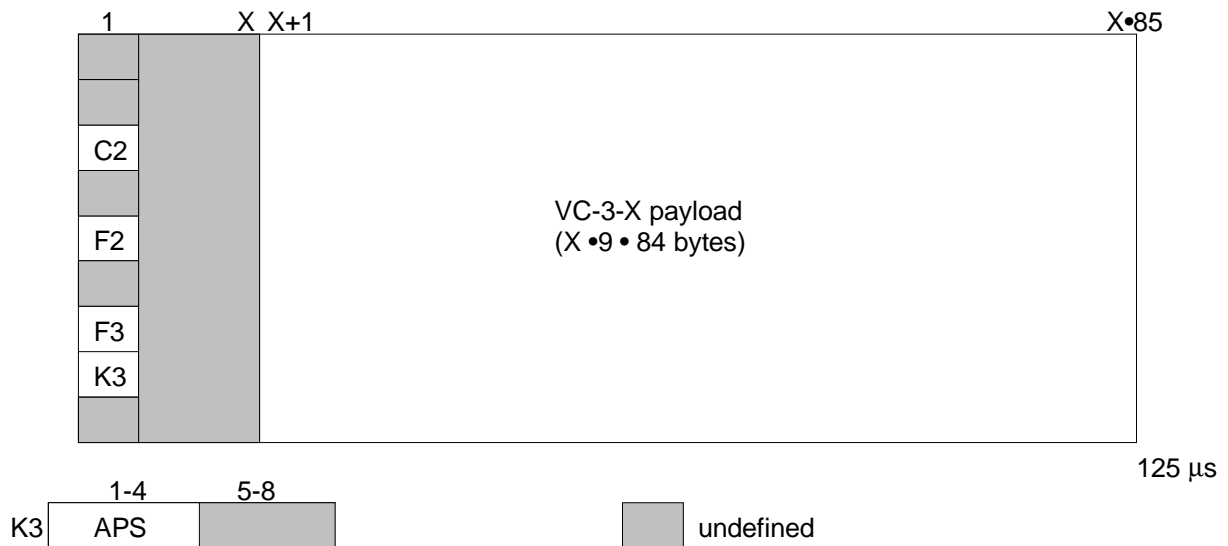 1 X X+1 X•85
C2
F2
F3
K3
VC-3-X payload
(X •9 • 84 bytes)
125 μs
1-4 5-8
K3 APS undefined